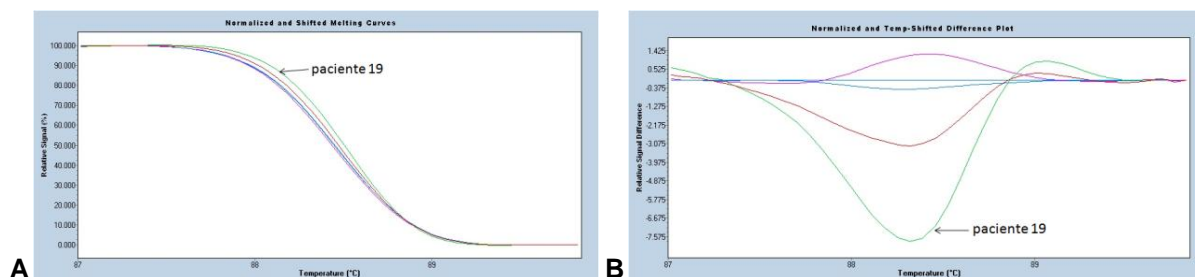 Normalized and Shifted Melting Curves
100.000
90.000
80.000
70.000
60.000
50.000
40.000
30.000
20.000
10.000
0.000
Relative Signal (%)
paciente 19
87
88
89
Temperature (°C)
A
Normalized and Temp-Shifted Difference Plot
1.425
0.525
-0.375
-1.275
-2.175
-3.075
-3.975
-4.875
-5.775
-6.675
-7.575
Relative Signal Difference
paciente 19
87
88
89
Temperature (°C)
B